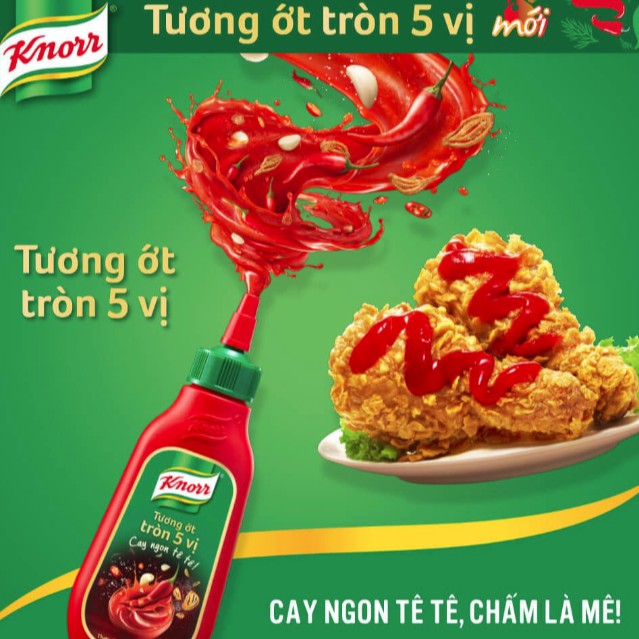 Knorr
Tương ớt tròn 5 vị mới
Tương ớt
tròn 5 vị
Knorr
Tương ớt
tròn 5 vị
Cay ngon tê tê!
CAY NGON TÊ TÊ, CHẤM LÀ MÊ!